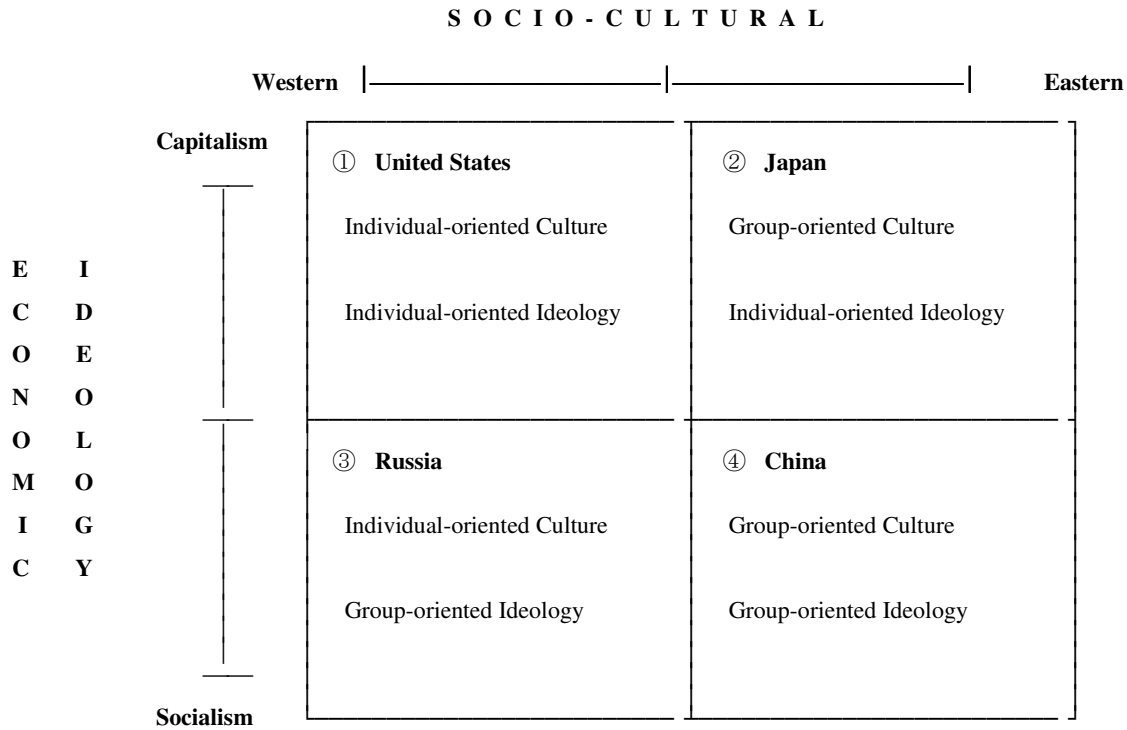 S O C I O - C U L T U R A L
Western Eastern
Capitalism
① United States
Individual-oriented Culture
Individual-oriented Ideology
② Japan
Group-oriented Culture
Individual-oriented Ideology
E C O N O M I C
I D E O L O G Y
③ Russia
Individual-oriented Culture
Group-oriented Ideology
④ China
Group-oriented Culture
Group-oriented Ideology
Socialism